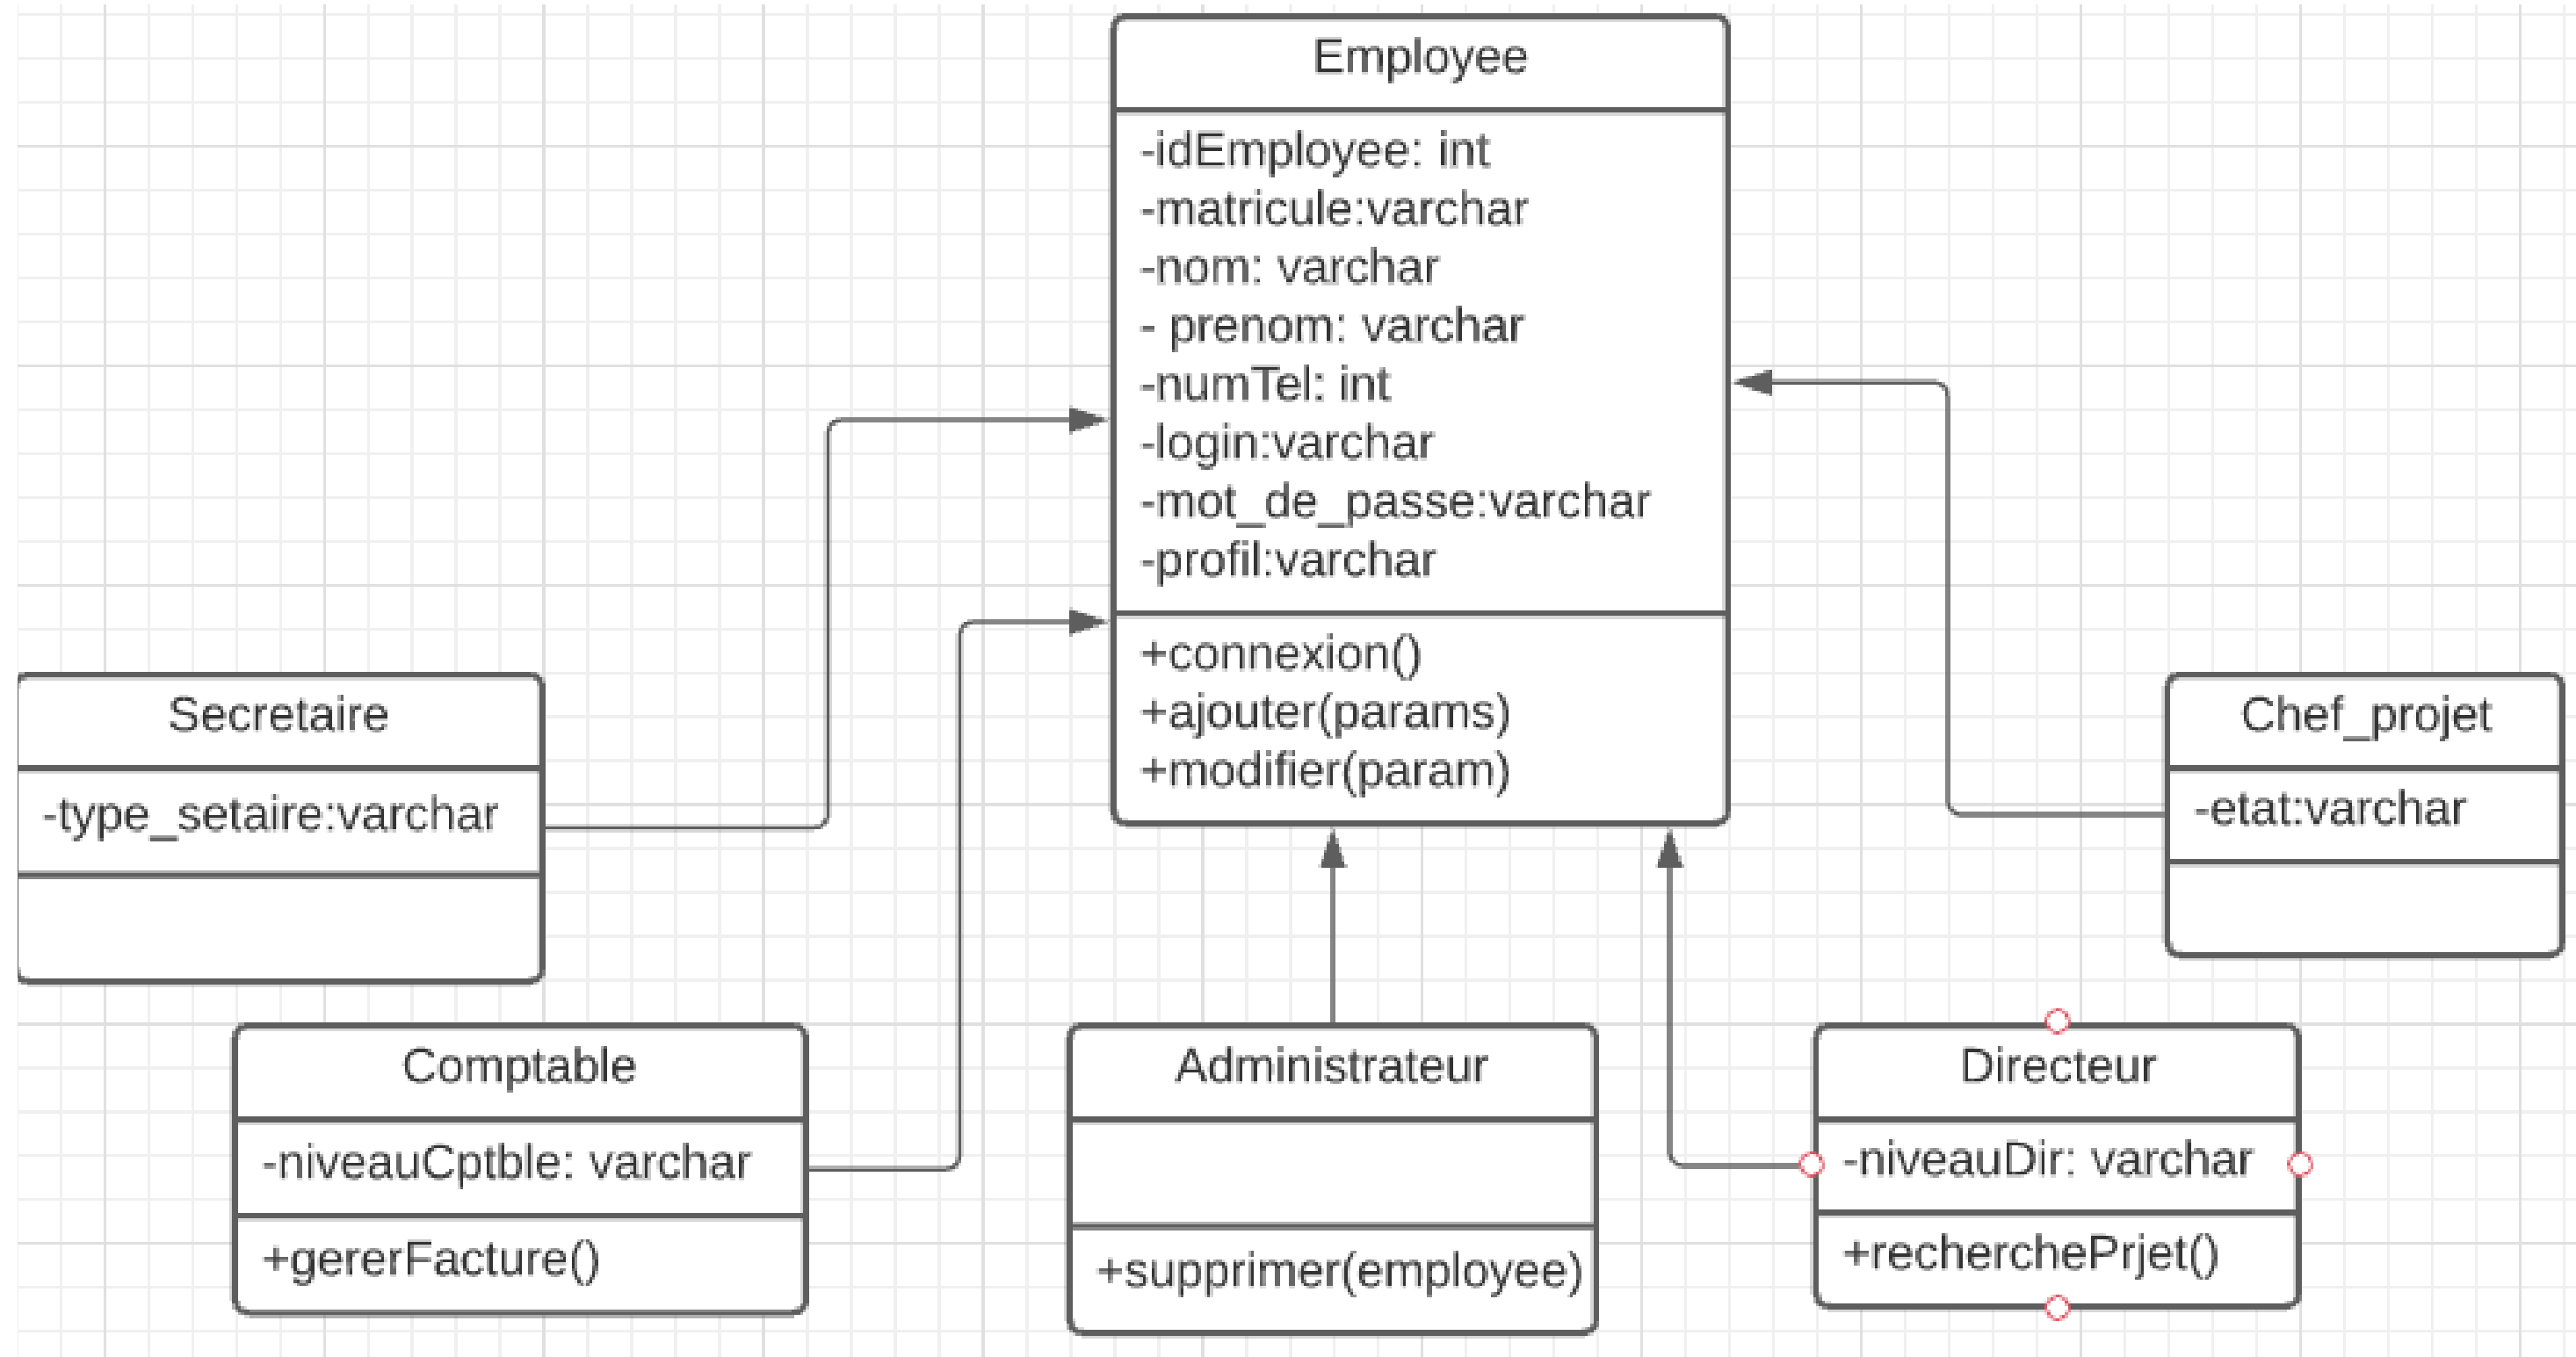 Employee
-idEmployee: int
-matricule:varchar
-nom: varchar
- prenom: varchar
-numTel: int
-login:varchar
-mot_de_passe:varchar
-profil:varchar
+connexion()
+ajouter(params)
+modifier(param)
Secretaire
-type_setaire:varchar
Chef_projet
-etat:varchar
Comptable
-niveauCptble: varchar
+gererFacture()
Administrateur
+supprimer(employee)
Directeur
-niveauDir: varchar
+recherchePrjet()